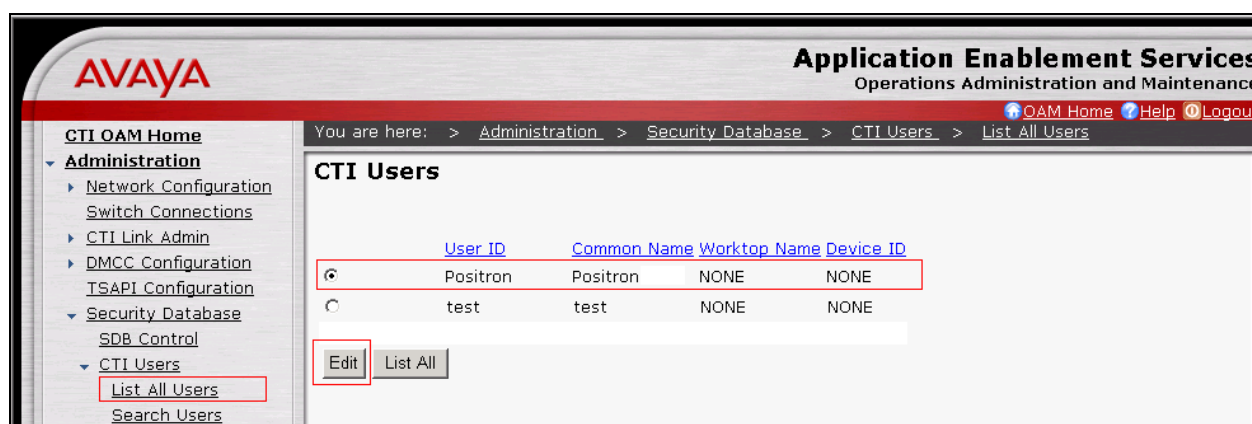 AVAYA
Application Enablement Services
Operations Administration and Maintenance
OAM Home Help Logou
CTI OAM Home
You are here: > Administration > Security Database > CTI Users > List All Users
Administration
Network Configuration
Switch Connections
CTI Link Admin
DMCC Configuration
TSAPI Configuration
Security Database
SDB Control
CTI Users
List All Users
Search Users
CTI Users
User ID Common Name Worktop Name Device ID
Positron Positron NONE NONE
test test NONE NONE
Edit List All